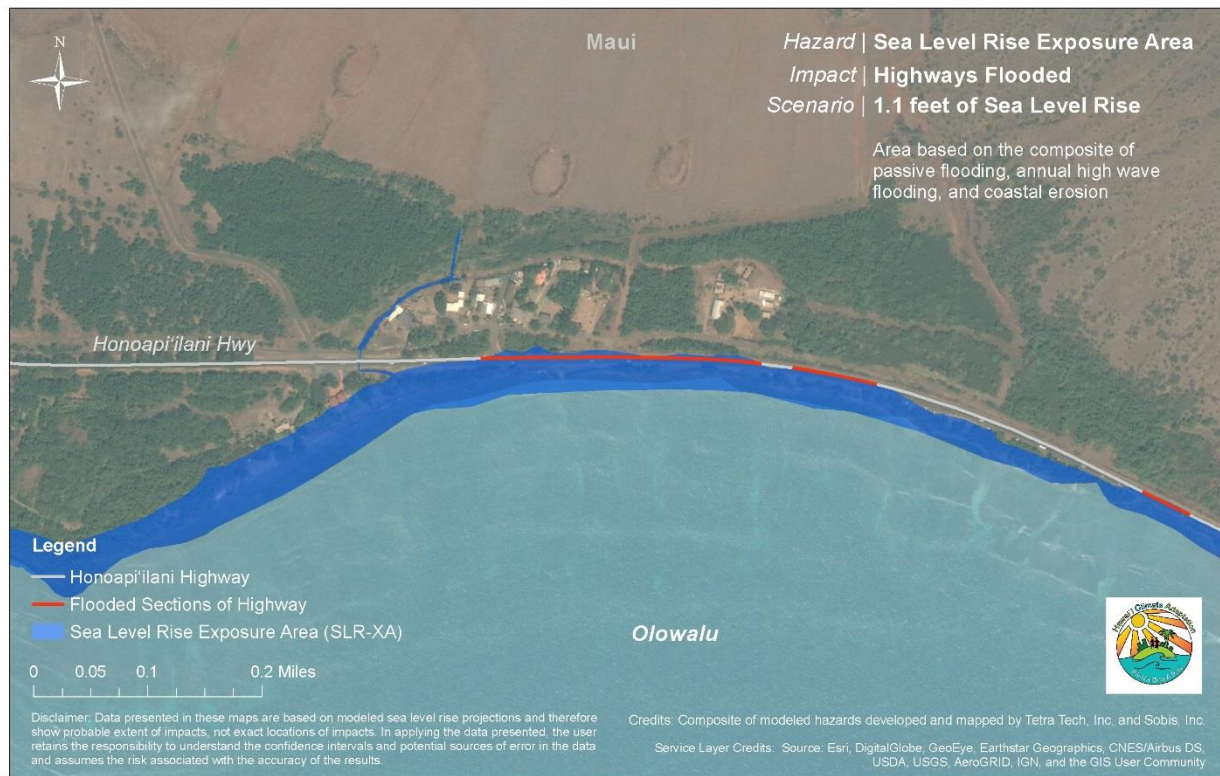 N
Maui
Hazard | Sea Level Rise Exposure Area
Impact | Highways Flooded
Scenario | 1.1 feet of Sea Level Rise
Area based on the composite of
passive flooding, annual high wave
flooding, and coastal erosion
Honoapiʻilani Hwy
Legend
Honoapiʻilani Highway
Flooded Sections of Highway
Sea Level Rise Exposure Area (SLR-XA)
0 0.05 0.1 0.2 Miles
Olowalu
Hawaiʻi Climate Adaptation
Disclaimer: Data presented in these maps are based on modeled sea level rise projections and therefore
show probable extent of impacts, not exact locations of impacts. In applying the data presented, the user
retains the responsibility to understand the confidence intervals and potential sources of error in the data
and assumes the risk associated with the accuracy of the results.
Credits: Composite of modeled hazards developed and mapped by Tetra Tech, Inc. and Sobis, Inc.
Service Layer Credits: Source: Esri, DigitalGlobe, GeoEye, Earthstar Geographics, CNES/Airbus DS,
USDA, USGS, AeroGRID, IGN, and the GIS User Community